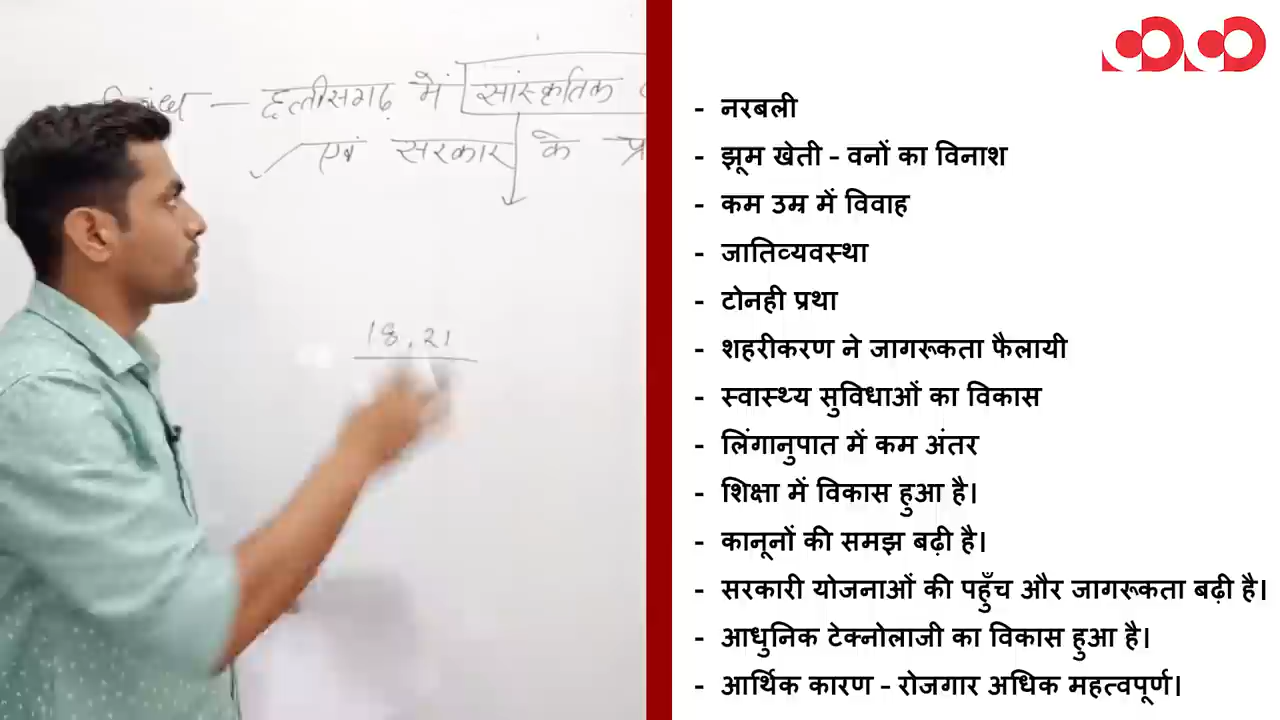 — छत्तीसगढ़ में सांस्कृतिक
एवं सरकार के
18, 21
- नरबली
- झूम खेती - वनों का विनाश
- कम उम्र में विवाह
- जातिव्यवस्था
- टोनही प्रथा
- शहरीकरण ने जागरूकता फैलायी
- स्वास्थ्य सुविधाओं का विकास
- लिंगानुपात में कम अंतर
- शिक्षा में विकास हुआ है।
- कानूनों की समझ बढ़ी है।
- सरकारी योजनाओं की पहुँच और जागरूकता बढ़ी है।
- आधुनिक टेक्नोलाजी का विकास हुआ है।
- आर्थिक कारण - रोजगार अधिक महत्वपूर्ण।